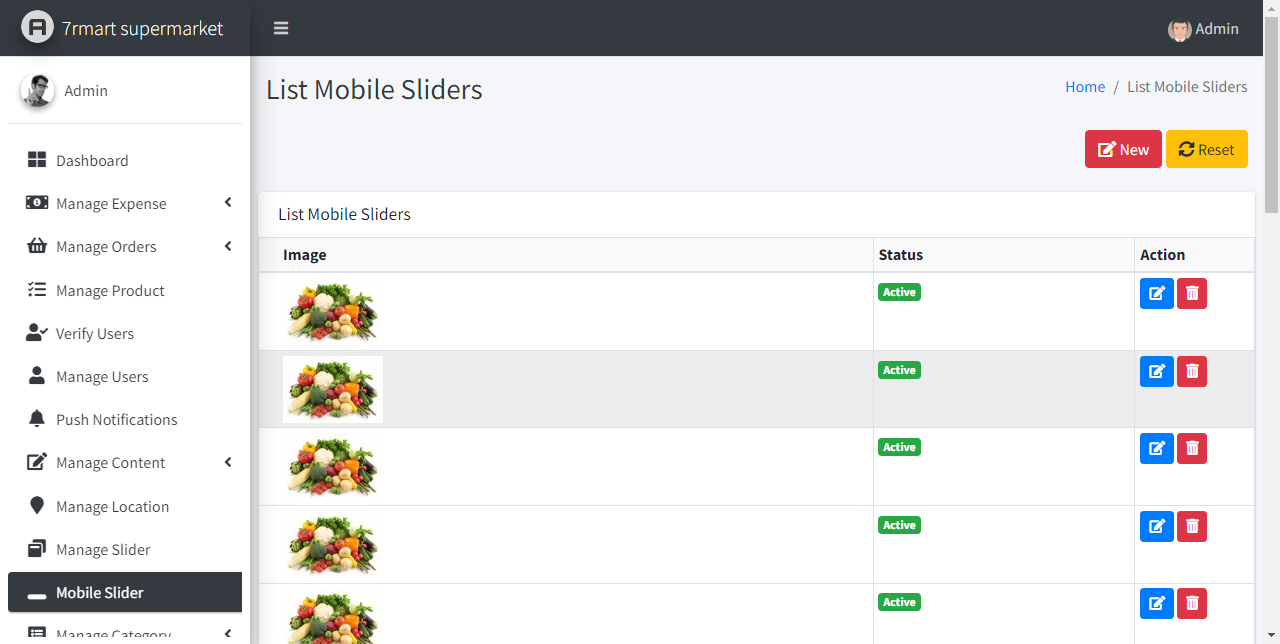 7rmart supermarket
Admin
Admin
Dashboard
Manage Expense
Manage Orders
Manage Product
Verify Users
Manage Users
Push Notifications
Manage Content
Manage Location
Manage Slider
Mobile Slider
Manage Category
List Mobile Sliders
Home / List Mobile Sliders
New Reset
List Mobile Sliders
Image Status Action
Active
Active
Active
Active
Active